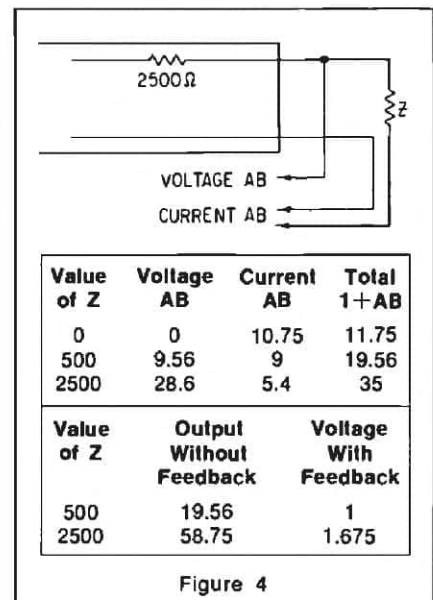 2500Ω
Z
VOLTAGE AB
CURRENT AB
Value Voltage Current Total
of Z AB AB 1+AB
0 0 10.75 11.75
500 9.56 9 19.56
2500 28.6 5.4 35
Value Output Voltage
of Z Without With
Feedback Feedback
500 19.56 1
2500 58.75 1.675
Figure 4